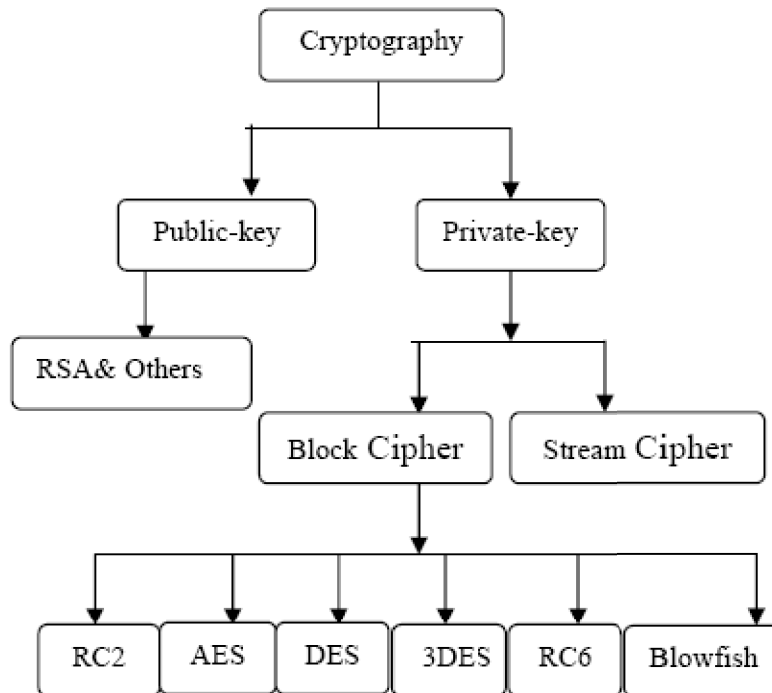 Cryptography
Public-key
Private-key
RSA& Others
Block Cipher
Stream Cipher
RC2
AES
DES
3DES
RC6
Blowfish